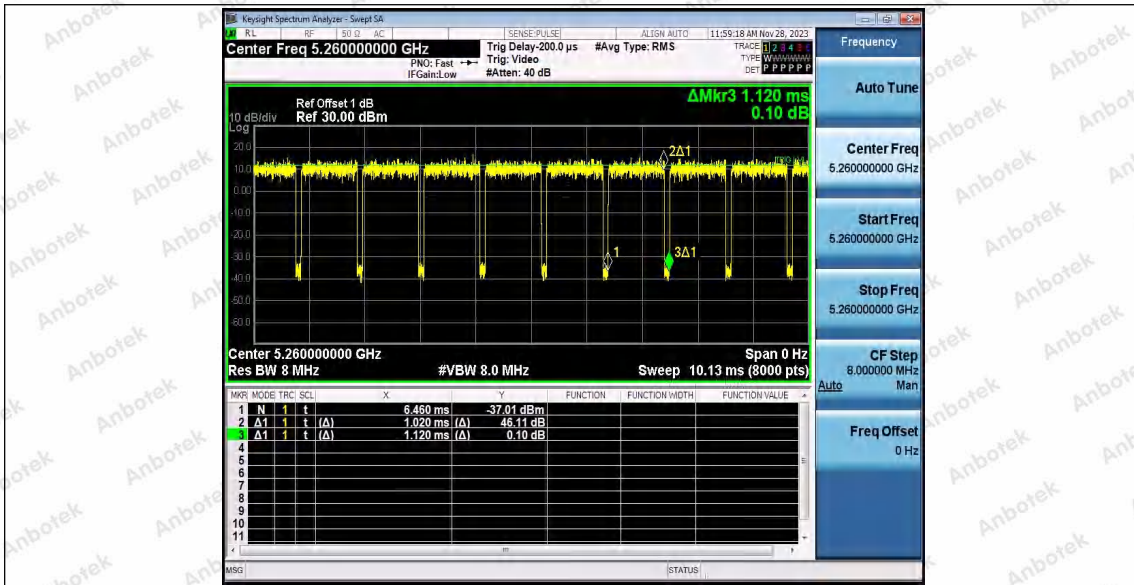 Keysight Spectrum Analyzer - Swept SA
RL RF 50 Ω AC SENSE:PULSE ALIGN AUTO 11:59:18 AM Nov 28, 2023
Center Freq 5.260000000 GHz
PNO: Fast
IFGain:Low
Trig Delay-200.0 µs
Trig: Video
#Atten: 40 dB
#Avg Type: RMS
TRACE 1 2 3 4 5 6
TYPE WWWWWW
DET P P P P P P
ΔMkr3 1.120 ms
0.10 dB
10 dB/div
Log
Ref Offset 1 dB
Ref 30.00 dBm
20.0
10.0
0.00
-10.0
-20.0
-30.0
-40.0
-50.0
-60.0
2Δ1
1
3Δ1
Center 5.260000000 GHz Span 0 Hz
Res BW 8 MHz #VBW 8.0 MHz Sweep 10.13 ms (8000 pts)
MKR MODE TRC SCL X Y FUNCTION FUNCTION WIDTH FUNCTION VALUE
1 N 1 t 6.460 ms -37.01 dBm
2 Δ1 1 t (Δ) 1.020 ms (Δ) 46.11 dB
3 Δ1 1 t (Δ) 1.120 ms (Δ) 0.10 dB
4
5
6
7
8
9
10
11
MSG STATUS
Frequency
Auto Tune
Center Freq
5.260000000 GHz
Start Freq
5.260000000 GHz
Stop Freq
5.260000000 GHz
CF Step
8.000000 MHz
Auto Man
Freq Offset
0 Hz
Anbotek